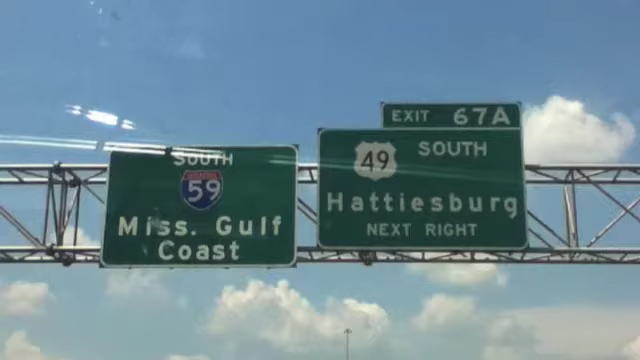 SOUTH
59
Miss. Gulf
Coast
EXIT 67A
49 SOUTH
Hattiesburg
NEXT RIGHT